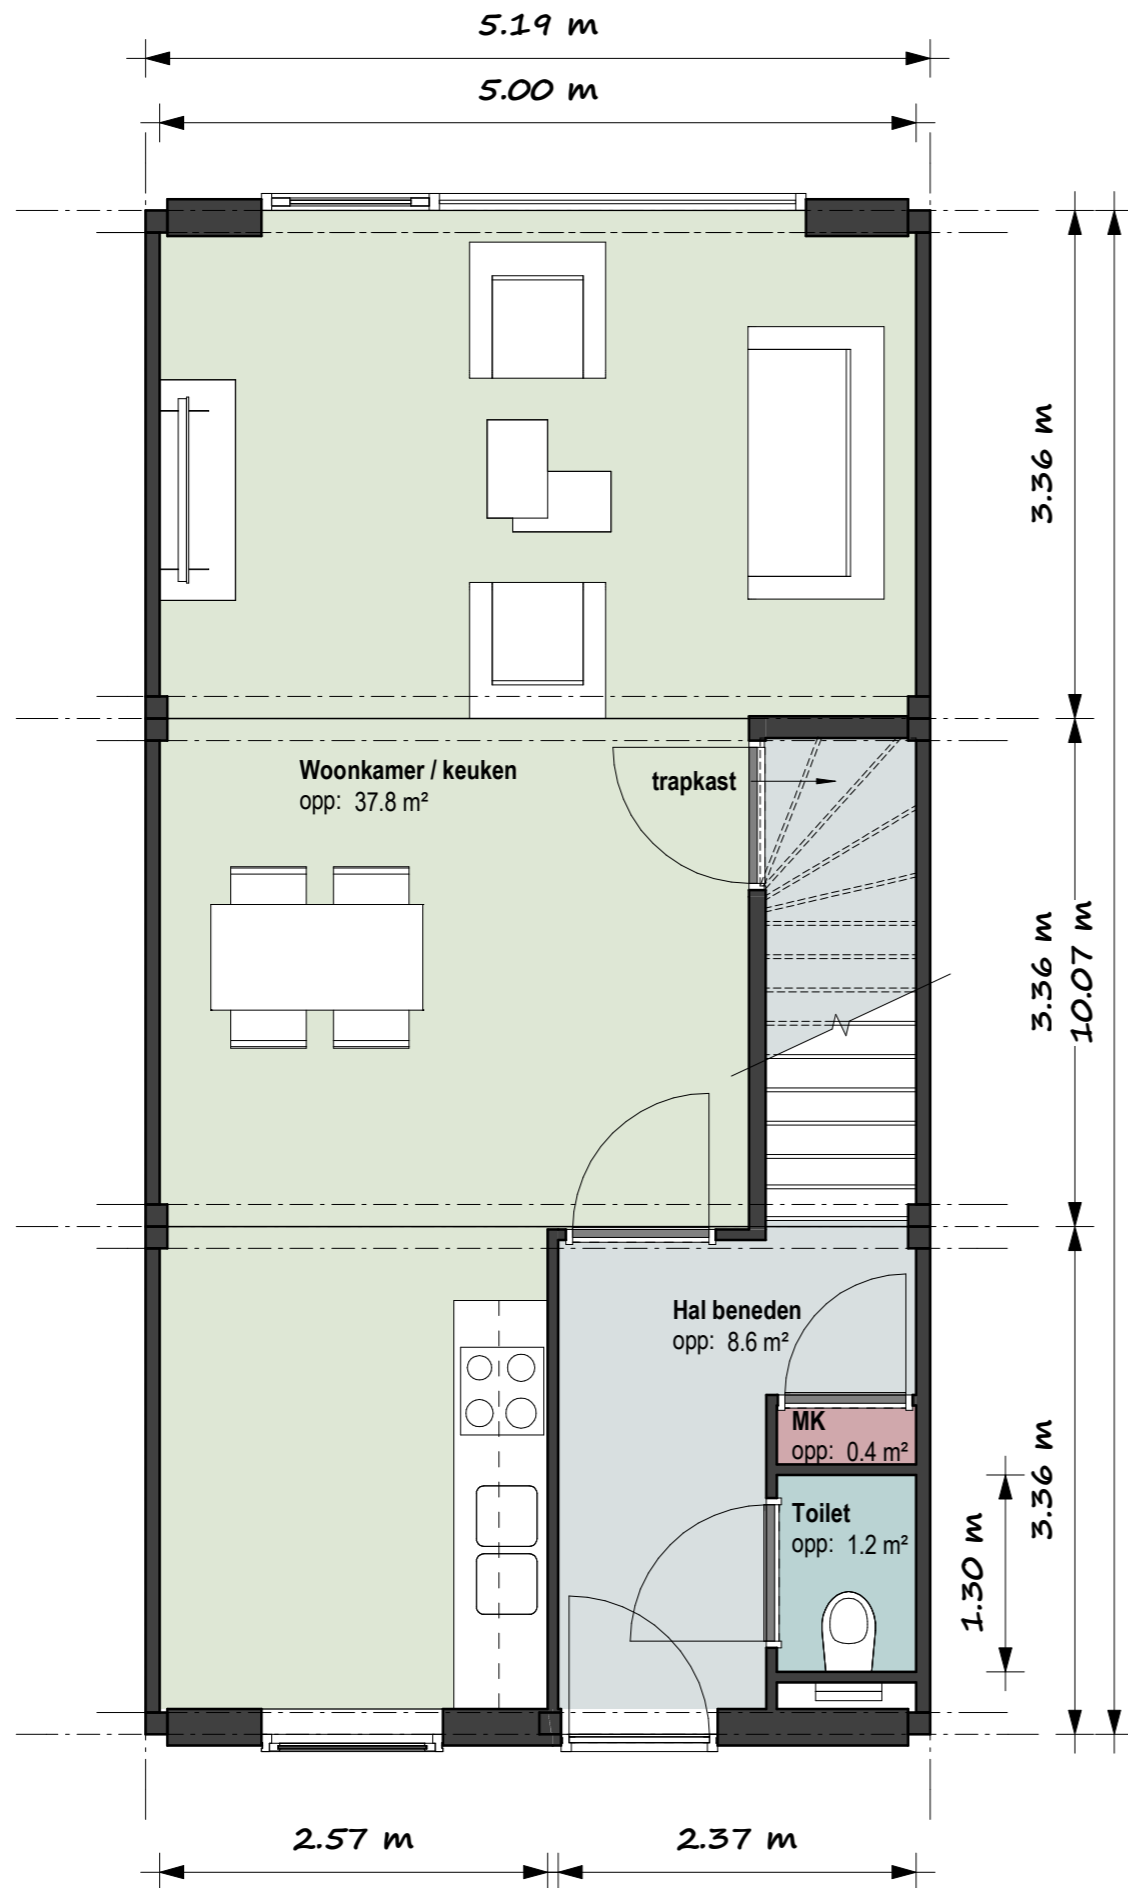 5.19 m
5.00 m
3.36 m
Woonkamer / keuken
opp: 37.8 m²
trapkast
3.36 m
10.07 m
Hal beneden
opp: 8.6 m²
MK
opp: 0.4 m²
3.36 m
Toilet
opp: 1.2 m²
1.30 m
2.57 m
2.37 m